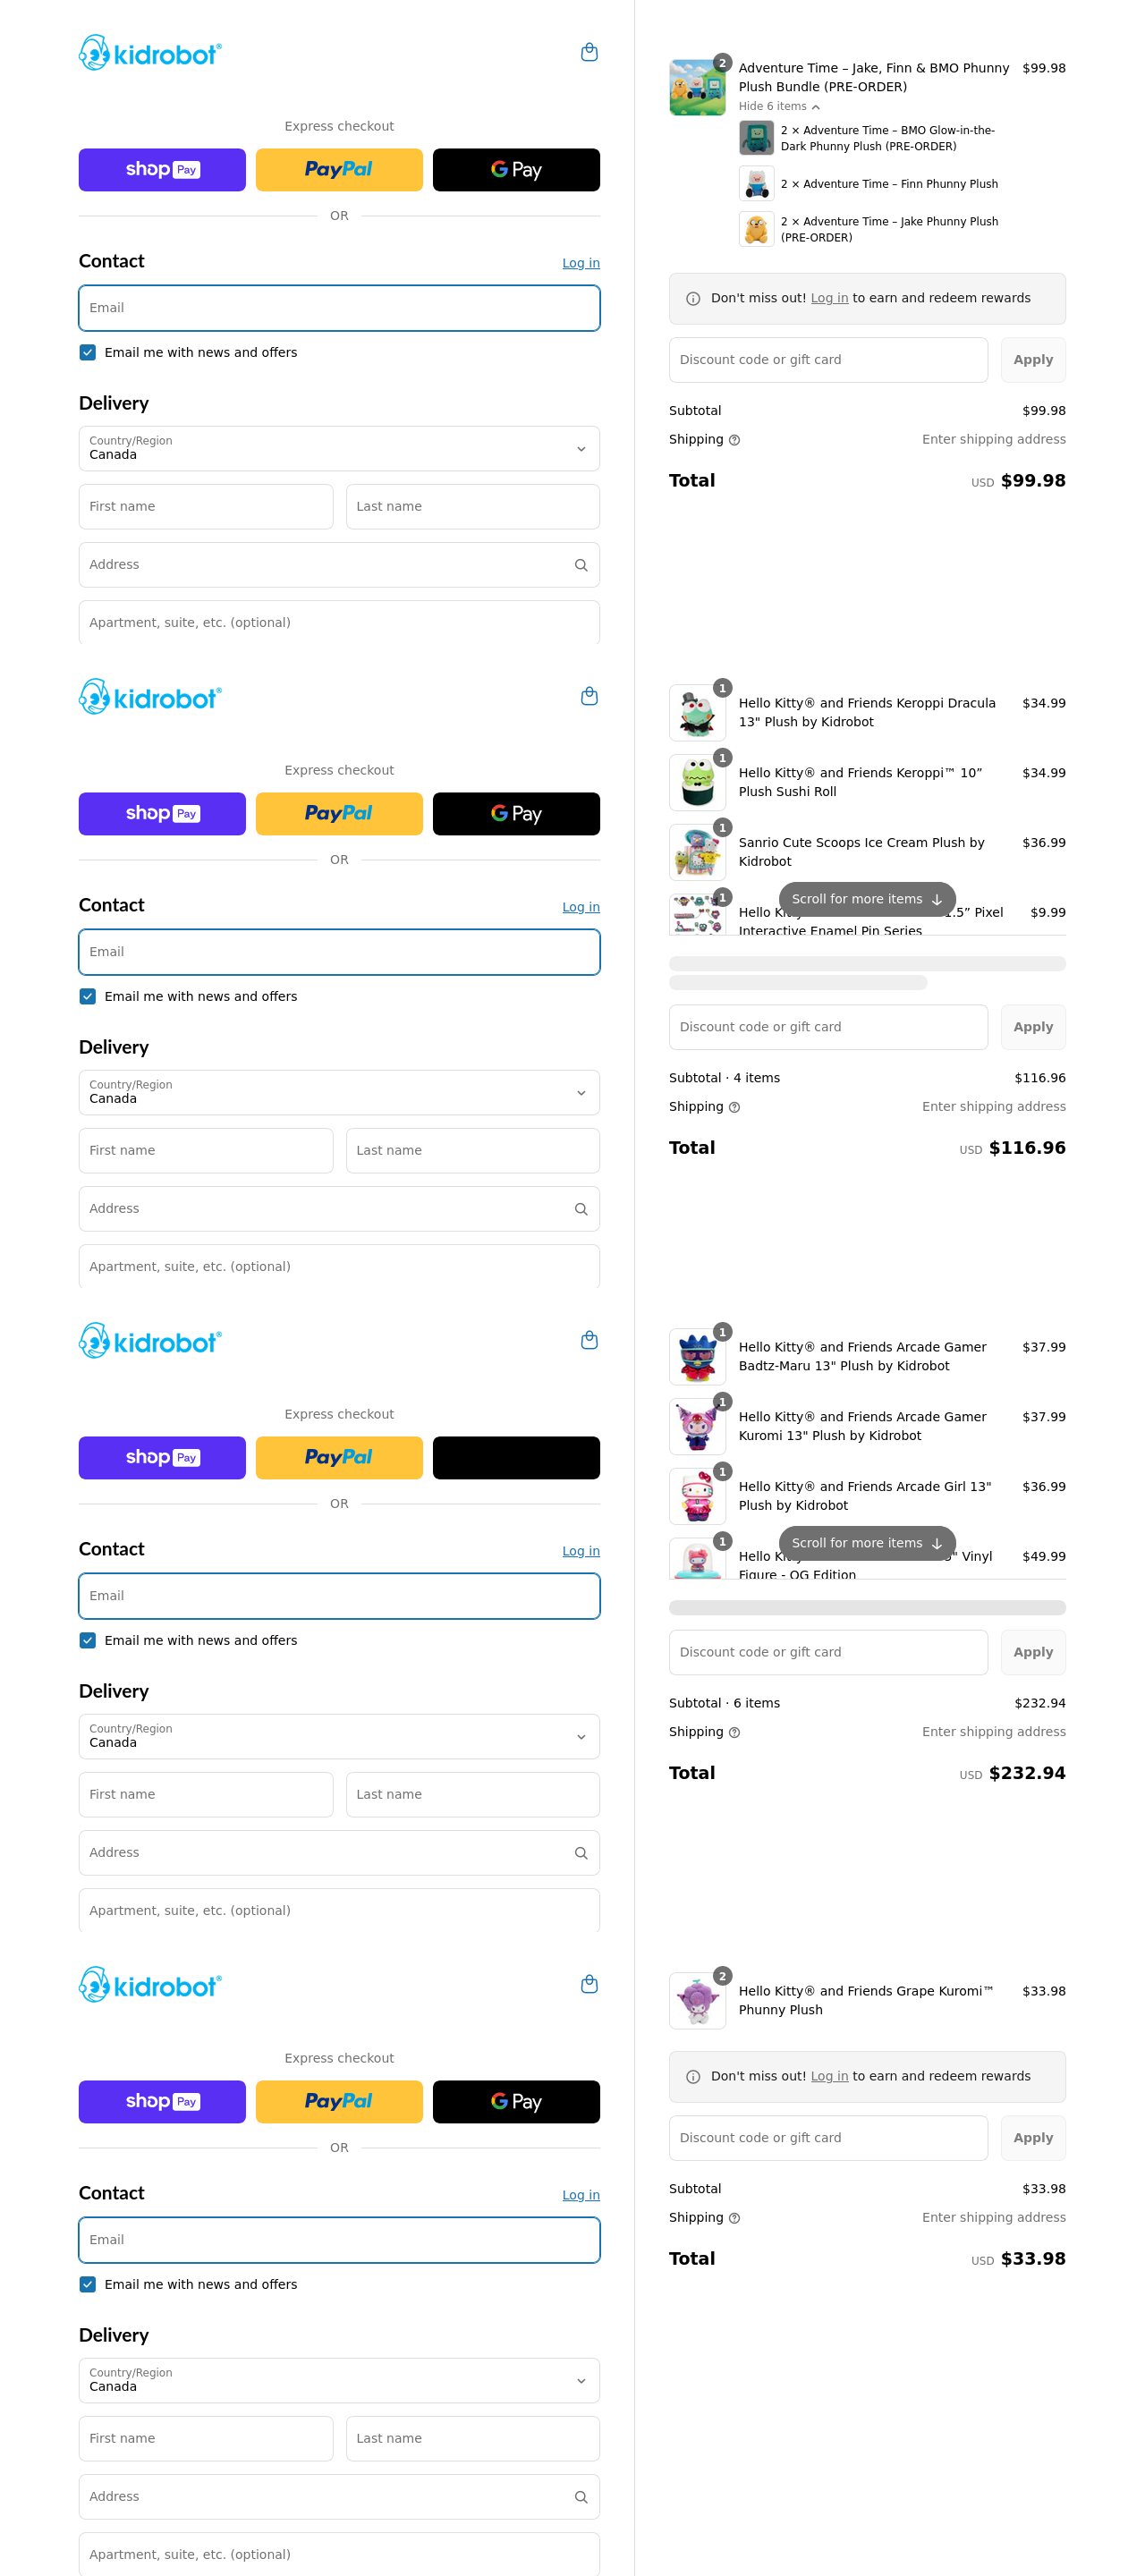 kidrobot®
Express checkout
shop Pay
PayPal
G Pay
OR
Contact
Log in
Email
Email me with news and offers
Delivery
Country/Region
Canada
First name
Last name
Address
Apartment, suite, etc. (optional)
2
Adventure Time – Jake, Finn & BMO Phunny
$99.98
Plush Bundle (PRE-ORDER)
Hide 6 items
2 × Adventure Time – BMO Glow-in-the-
Dark Phunny Plush (PRE-ORDER)
2 × Adventure Time – Finn Phunny Plush
2 × Adventure Time – Jake Phunny Plush
(PRE-ORDER)
Don't miss out! Log in to earn and redeem rewards
Discount code or gift card
Apply
Subtotal
$99.98
Shipping
Enter shipping address
Total
USD $99.98
kidrobot®
Express checkout
shop Pay
PayPal
G Pay
OR
Contact
Log in
Email
Email me with news and offers
Delivery
Country/Region
Canada
First name
Last name
Address
Apartment, suite, etc. (optional)
1
Hello Kitty® and Friends Keroppi Dracula
$34.99
13" Plush by Kidrobot
1
Hello Kitty® and Friends Keroppi™ 10”
$34.99
Plush Sushi Roll
1
Sanrio Cute Scoops Ice Cream Plush by
$36.99
Kidrobot
1
Scroll for more items
Hello 1.5” Pixel
$9.99
Interactive Enamel Pin Series
Discount code or gift card
Apply
Subtotal · 4 items
$116.96
Shipping
Enter shipping address
Total
USD $116.96
kidrobot®
Express checkout
shop Pay
PayPal
OR
Contact
Log in
Email
Email me with news and offers
Delivery
Country/Region
Canada
First name
Last name
Address
Apartment, suite, etc. (optional)
1
Hello Kitty® and Friends Arcade Gamer
$37.99
Badtz-Maru 13" Plush by Kidrobot
1
Hello Kitty® and Friends Arcade Gamer
$37.99
Kuromi 13" Plush by Kidrobot
1
Hello Kitty® and Friends Arcade Girl 13"
$36.99
Plush by Kidrobot
1
Scroll for more items
Hello Vinyl
$49.99
Figure - OG Edition
Discount code or gift card
Apply
Subtotal · 6 items
$232.94
Shipping
Enter shipping address
Total
USD $232.94
kidrobot®
Express checkout
shop Pay
PayPal
G Pay
OR
Contact
Log in
Email
Email me with news and offers
Delivery
Country/Region
Canada
First name
Last name
Address
Apartment, suite, etc. (optional)
2
Hello Kitty® and Friends Grape Kuromi™
$33.98
Phunny Plush
Don't miss out! Log in to earn and redeem rewards
Discount code or gift card
Apply
Subtotal
$33.98
Shipping
Enter shipping address
Total
USD $33.98